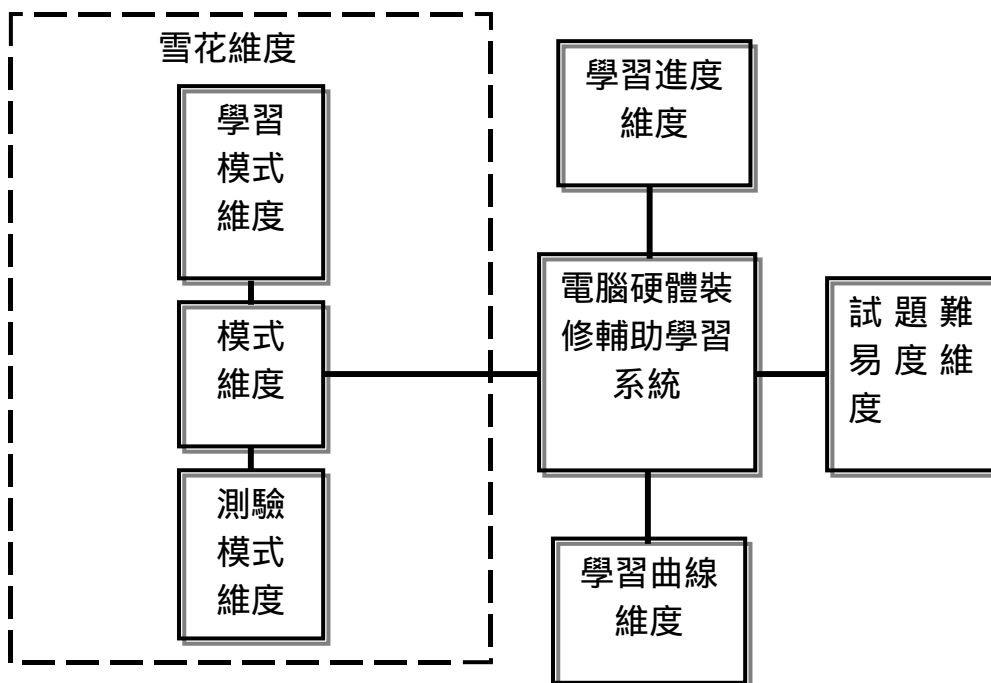 雪花維度
學習
模式
維度
模式
維度
測驗
模式
維度
學習進度
維度
電腦硬體裝
修輔助學習
系統
試題難
易度維
度
學習曲線
維度